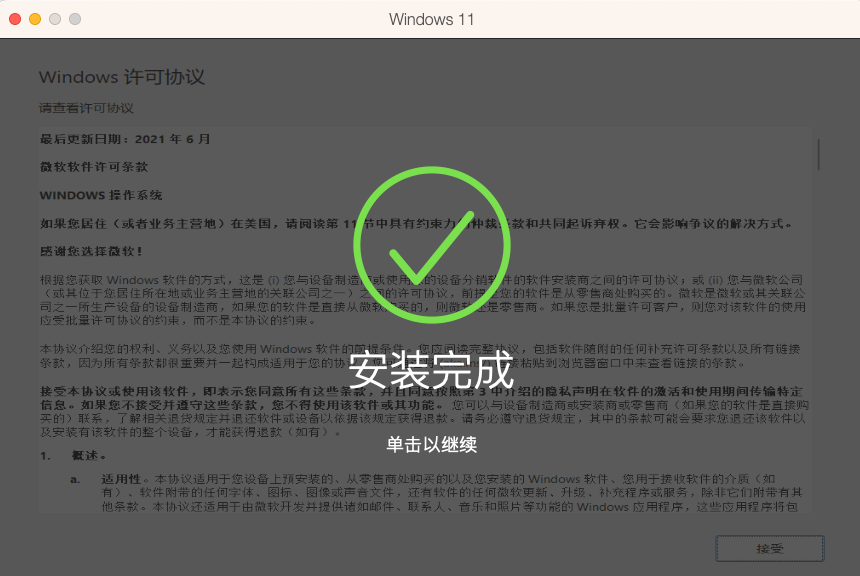 Windows 11
Windows 许可协议
请查看许可协议
最后更新日期：2021 年 6 月
微软软件许可条款
WINDOWS 操作系统
如果您居住（或者业务主营地）在美国，请阅读第 11 节中具有约束力的仲裁条款和共同起诉弃权。它会影响争议的解决方式。
感谢您选择微软！
根据您获取 Windows 软件的方式，这是 (i) 您与设备制造商或使用您的设备分销软件的软件安装商之间的许可协议；或 (ii) 您与微软公司
（或其位于您居住所在地或业务主营地的关联公司之一）之间的许可协议，前提是您的软件是从零售商处购买的。微软是微软或其关联公
司之一所生产设备的设备制造商，如果您的软件是直接从微软购买的，则微软还是零售商。如果您是批量许可客户，则您对该软件的使用
应受批量许可协议的约束，而不是本协议的约束。
本协议介绍您的权利、义务以及您使用 Windows 软件的前提条件。您应阅读完整协议，包括软件随附的任何补充许可条款以及所有链接
条款，因为所有条款都很重要并一起构成适用于您的 粘贴到浏览器窗口中来查看链接的条款。
安装完成
接受本协议或使用该软件，即表示您同意所有这些条款，并且同意按照第 3 中介绍的隐私声明在软件的激活和使用期间传输特定
信息。如果您不接受并遵守这些条款，您不得使用该软件或其功能。 您可以与设备制造商或安装商或零售商（如果您的软件是直接购
买的）联系，了解相关退货规定并退还软件或设备以依据该规定获得退款。请务必遵守退货规定，其中的条款可能会要求您退还该软件以
及安装有该软件的整个设备，才能获得退款（如有）。
单击以继续
1. 概述。
a. 适用性。本协议适用于您设备上预安装的、从零售商处购买的以及您安装的 Windows 软件、您用于接收软件的介质（如
有）、软件附带的任何字体、图标、图像或声音文件，还有软件的任何微软更新、升级、补充程序或服务，除非它们附带有其
他条款。本协议还适用于由微软开发并提供诸如邮件、联系人、音乐和照片等功能的 Windows 应用程序，这些应用程序将包
接受